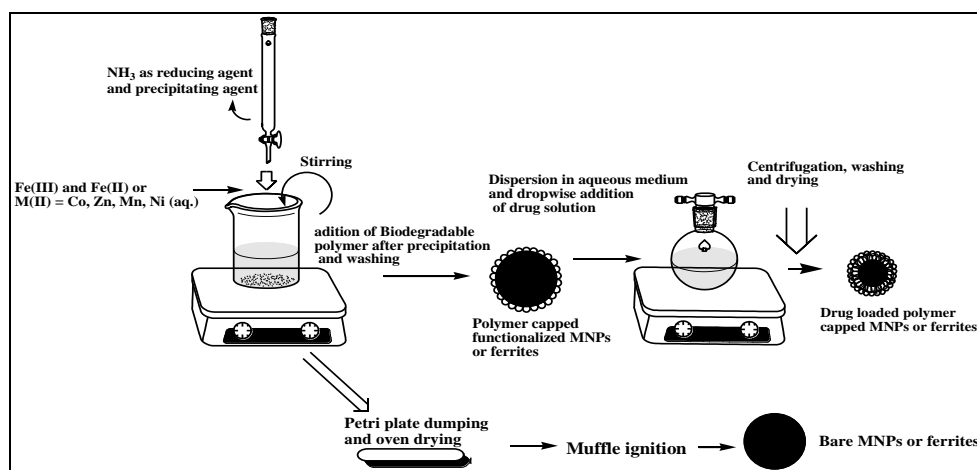 NH3 as reducing agent
and precipitating agent
Stirring
Fe(III) and Fe(II) or
M(II) = Co, Zn, Mn, Ni (aq.)
adition of Biodegradable
polymer after precipitation
and washing
Polymer capped
functionalized MNPs
or ferrites
Dispersion in aqueous medium
and dropwise addition
of drug solution
Centrifugation, washing
and drying
Drug loaded polymer
capped MNPs or ferrites
Petri plate dumping
and oven drying
Muffle ignition
Bare MNPs or ferrites